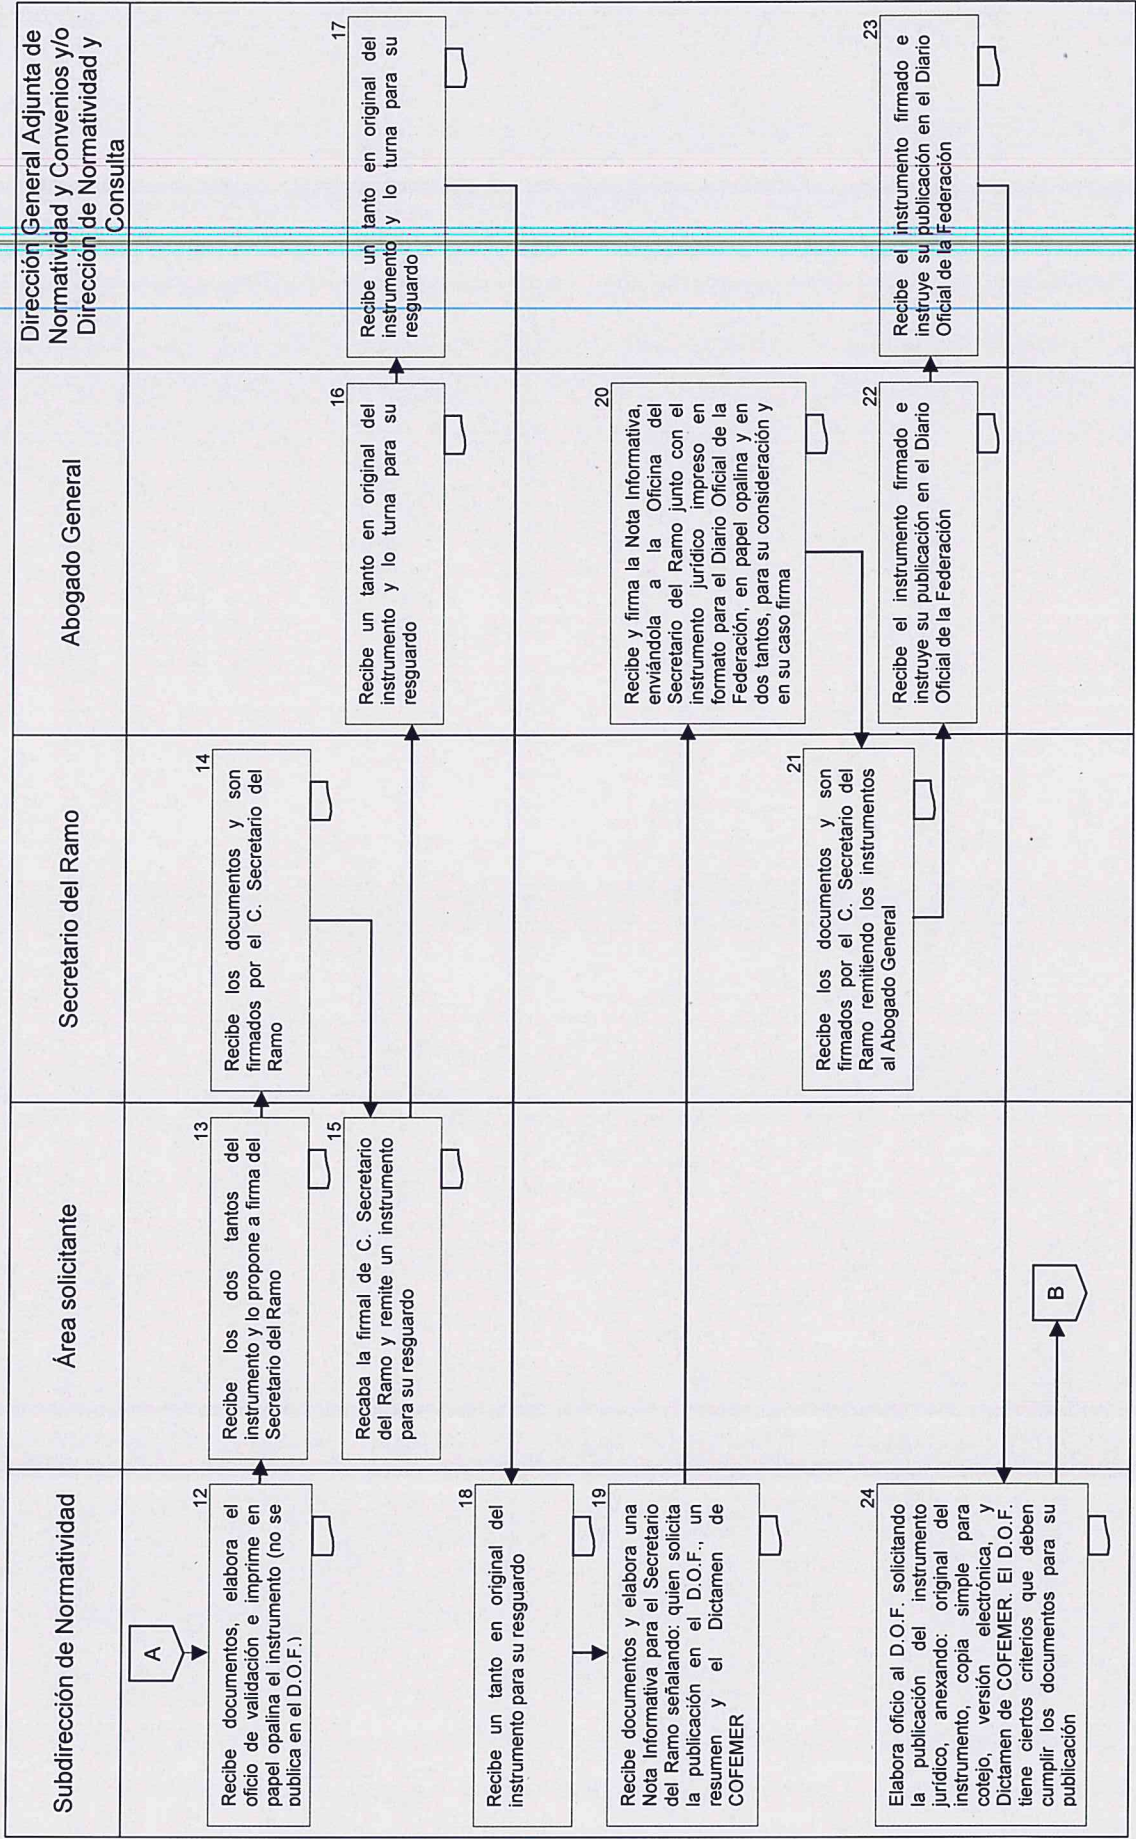 Subdirección de Normatividad
Área solicitante
Secretario del Ramo
Abogado General
Dirección General Adjunta de
Normatividad y Convenios y/o
Dirección de Normatividad y
Consulta
A
12
Recibe documentos, elabora el
oficio de validación e imprime en
papel opalina el instrumento (no se
publica en el D.O.F.)
13
Recibe los dos tantos del
instrumento y lo propone a firma del
Secretario del Ramo
14
Recibe los documentos y son
firmados por el C. Secretario del
Ramo
15
Recaba la firmal de C. Secretario
del Ramo y remite un instrumento
para su resguardo
16
Recibe un tanto en original del
instrumento y lo turna para su
resguardo
17
Recibe un tanto en original del
instrumento y lo turna para su
resguardo
18
Recibe un tanto en original del
instrumento para su resguardo
19
Recibe documentos y elabora una
Nota Informativa para el Secretario
del Ramo señalando: quien solicita
la publicación en el D.O.F., un
resumen y el Dictamen de
COFEMER
20
Recibe y firma la Nota Informativa,
enviándola a la Oficina del
Secretario del Ramo junto con el
instrumento jurídico impreso en
formato para el Diario Oficial de la
Federación, en papel opalina y en
dos tantos, para su consideración y
en su caso firma
21
Recibe los documentos y son
firmados por el C. Secretario del
Ramo remitiendo los instrumentos
al Abogado General
22
Recibe el instrumento firmado e
instruye su publicación en el Diario
Oficial de la Federación
23
Recibe el instrumento firmado e
instruye su publicación en el Diario
Oficial de la Federación
24
Elabora oficio al D.O.F. solicitando
la publicación del instrumento
jurídico, anexando: original del
instrumento, copia simple para
cotejo, versión electrónica, y
Dictamen de COFEMER. El D.O.F.
tiene ciertos criterios que deben
cumplir los documentos para su
publicación
B